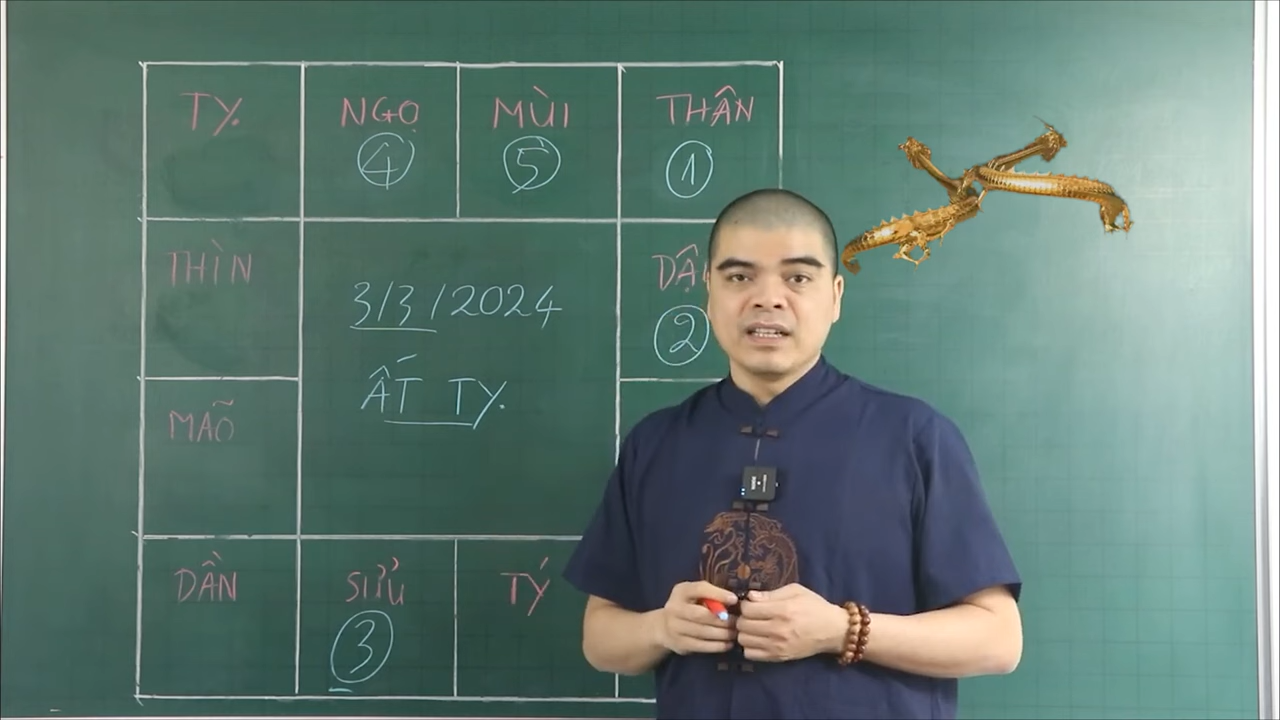 TỴ
NGỌ
MÙI
THÂN
4
5
1
THÌN
3/3/2024
2
ẤT TỴ
MÃO
DẦN
SỬU
TÝ
3